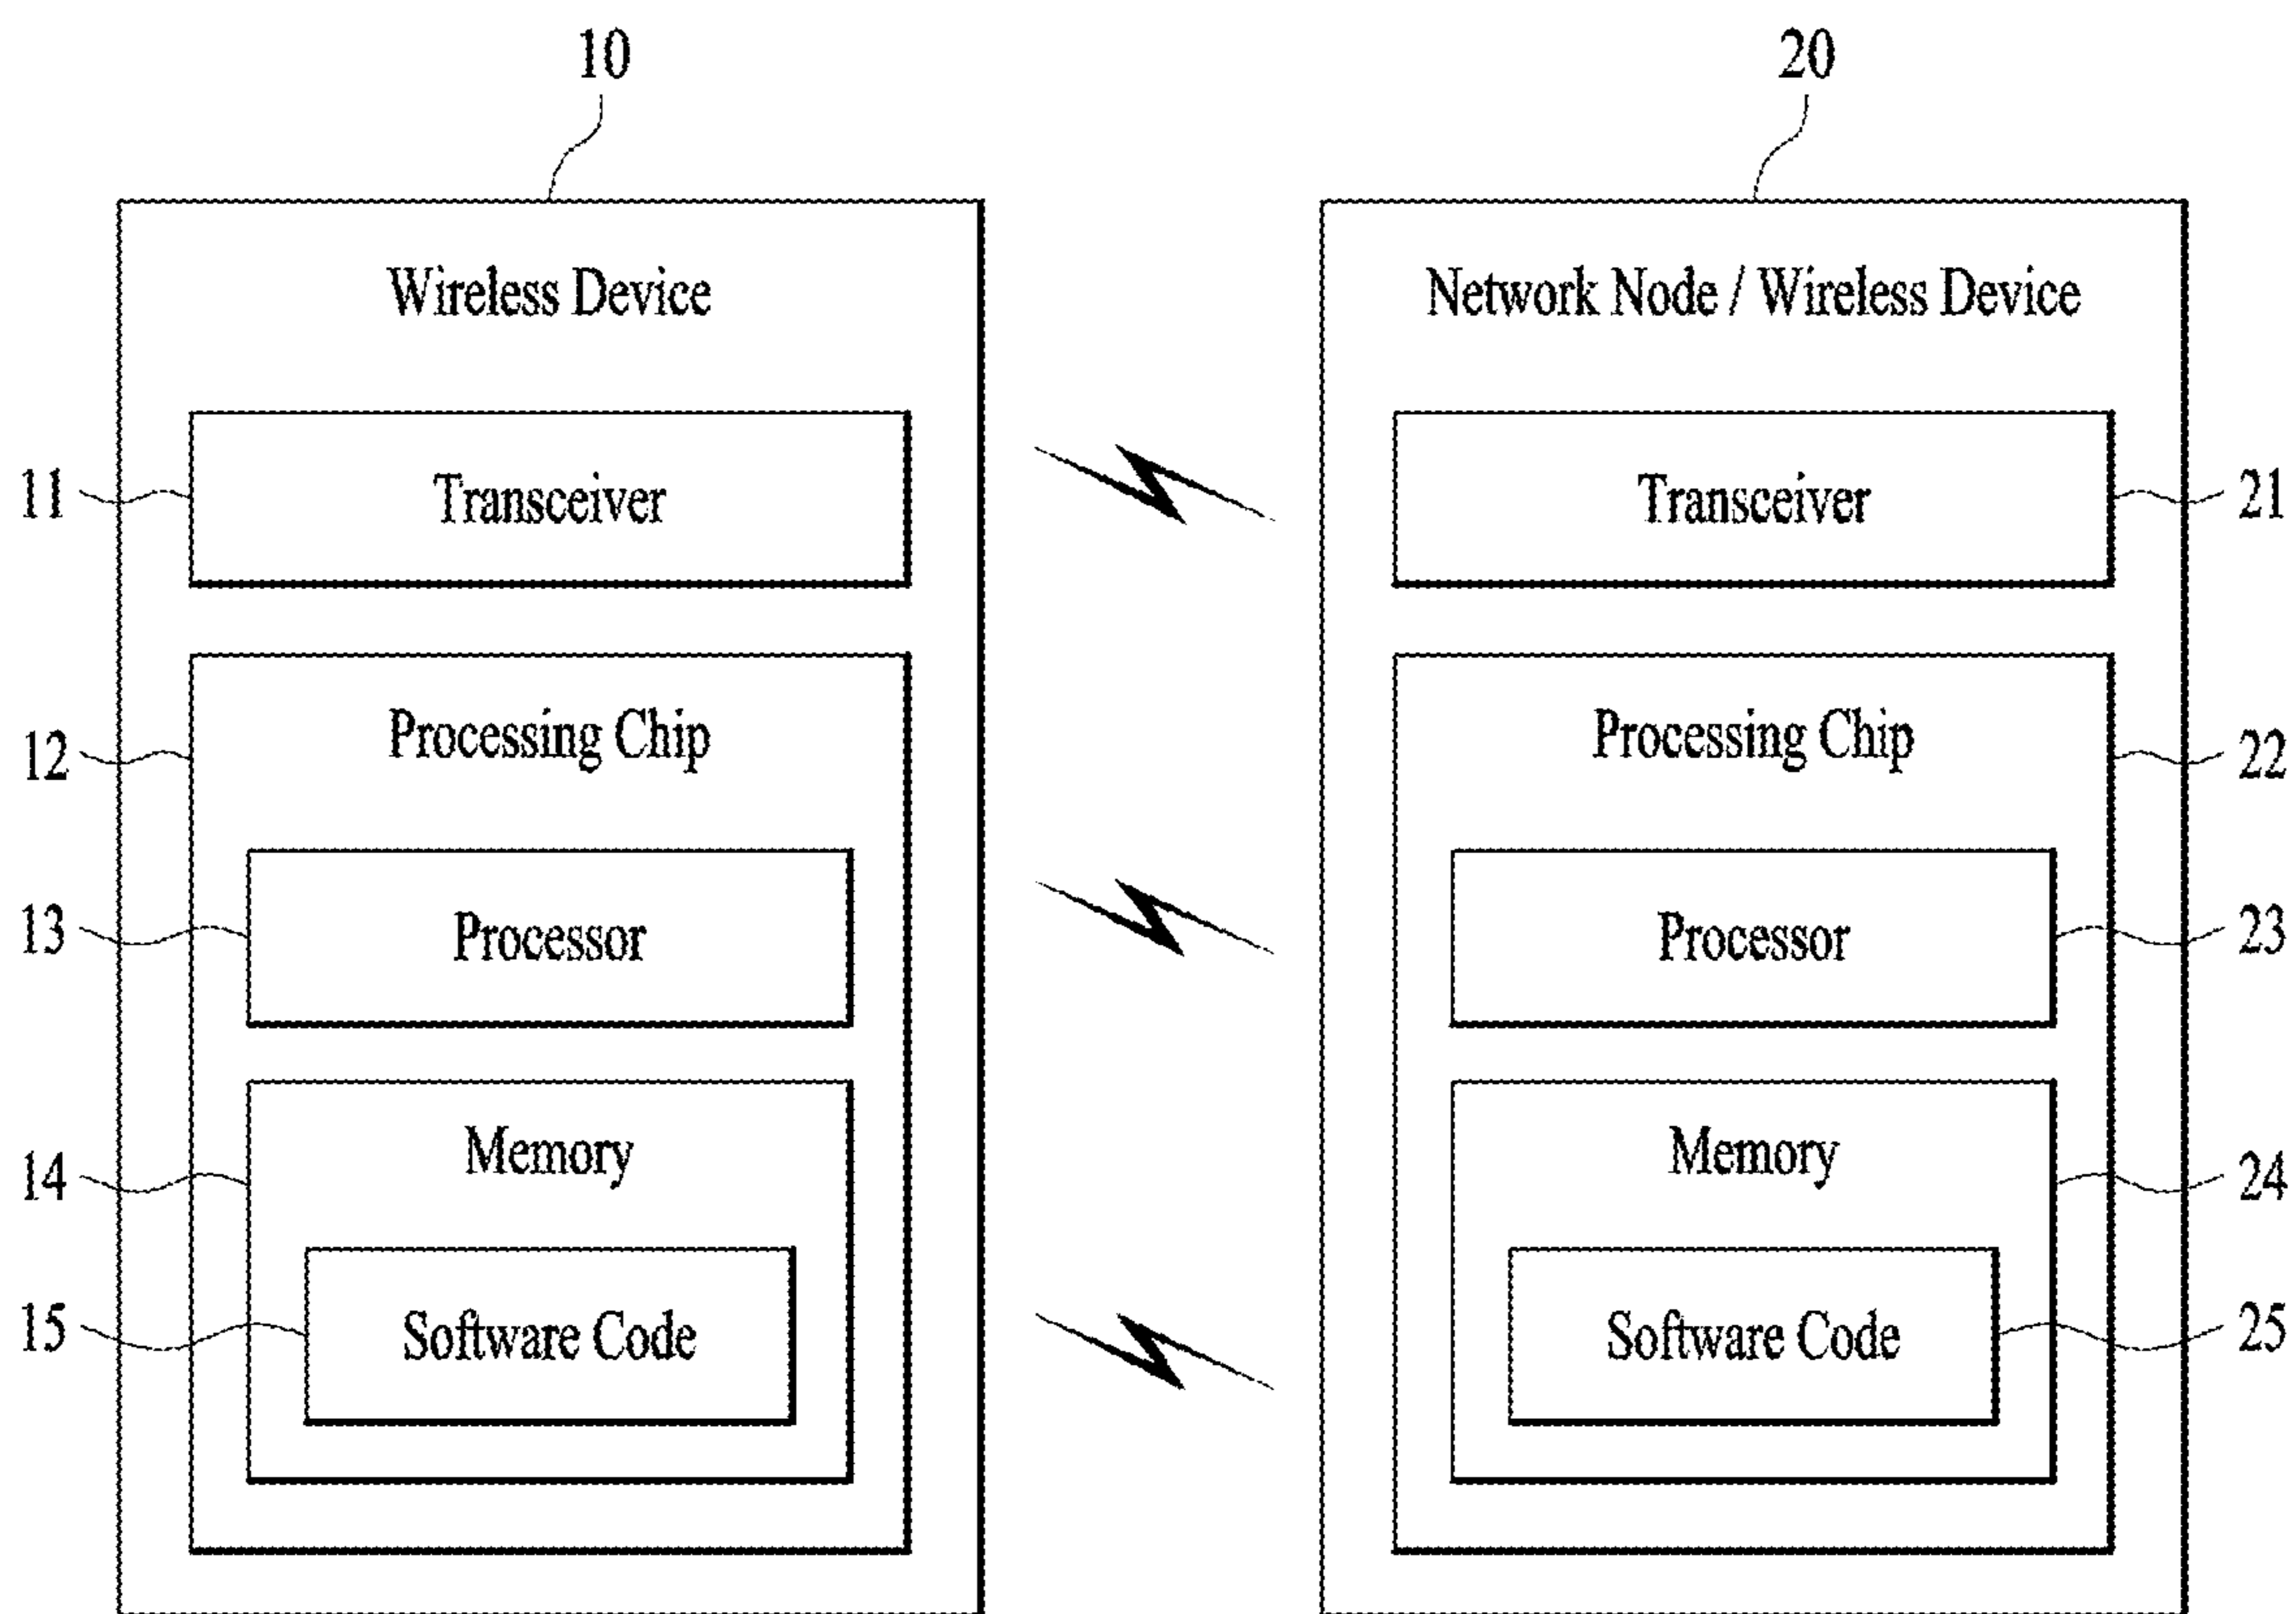 10
20
Wireless Device
Network Node / Wireless Device
11
Transceiver
Transceiver
21
12
Processing Chip
Processing Chip
22
13
Processor
Processor
23
14
Memory
Memory
24
15
Software Code
Software Code
25